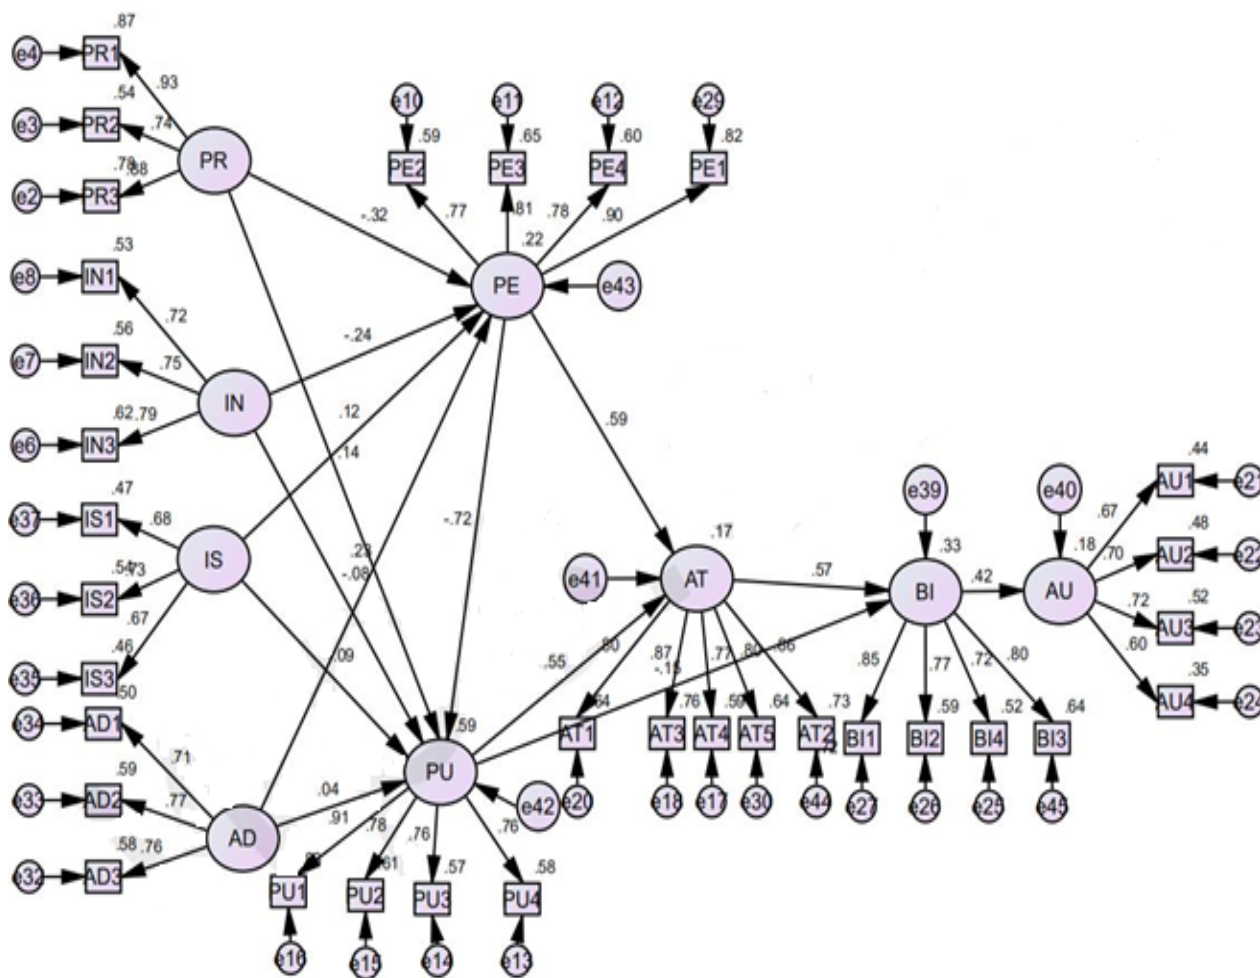 .87
e4 PR1
.93
.54
e3 PR2 .74
PR
e2 PR3 .88
e10 e11 e12 e29
.59 .65 .60 .82
PE2 PE3 PE4 PE1
.77 .81 .78 .90
-.32 .22
PE e43
.53
e8 IN1
.72 -.24
.56
e7 IN2 .75
IN
.62 .79
e6 IN3
.12
.14
.59
.47
e37 IS1 .68
IS
.54 .73
e36 IS2
.67
.46
e35 IS3
-.72
.23
-.08
.09
e39 e40
.44
AU1 e21
.67
.48
AU2 e22
.70
.52
AU3 e23
.72
.60
.35
AU4 e24
.17 .33 .18
e41 AT .57 BI .42 AU
.55 .80 .87 .77 .80 .86
-.15
.85 .77 .72 .80
.64 .76 .59 .64 .73
AT1 AT3 AT4 AT5 AT2
e20 e18 e17 e30 e44
.59 .52 .64
BI1 BI2 BI4 BI3
e27 e26 e25 e45
.50
e34 AD1
.71
.59
e33 AD2 .77
AD
.58 .76
e32 AD3
.04
.59
PU e42
.91 .78 .76 .76
.61 .57 .58
PU1 PU2 PU3 PU4
e16 e15 e14 e13